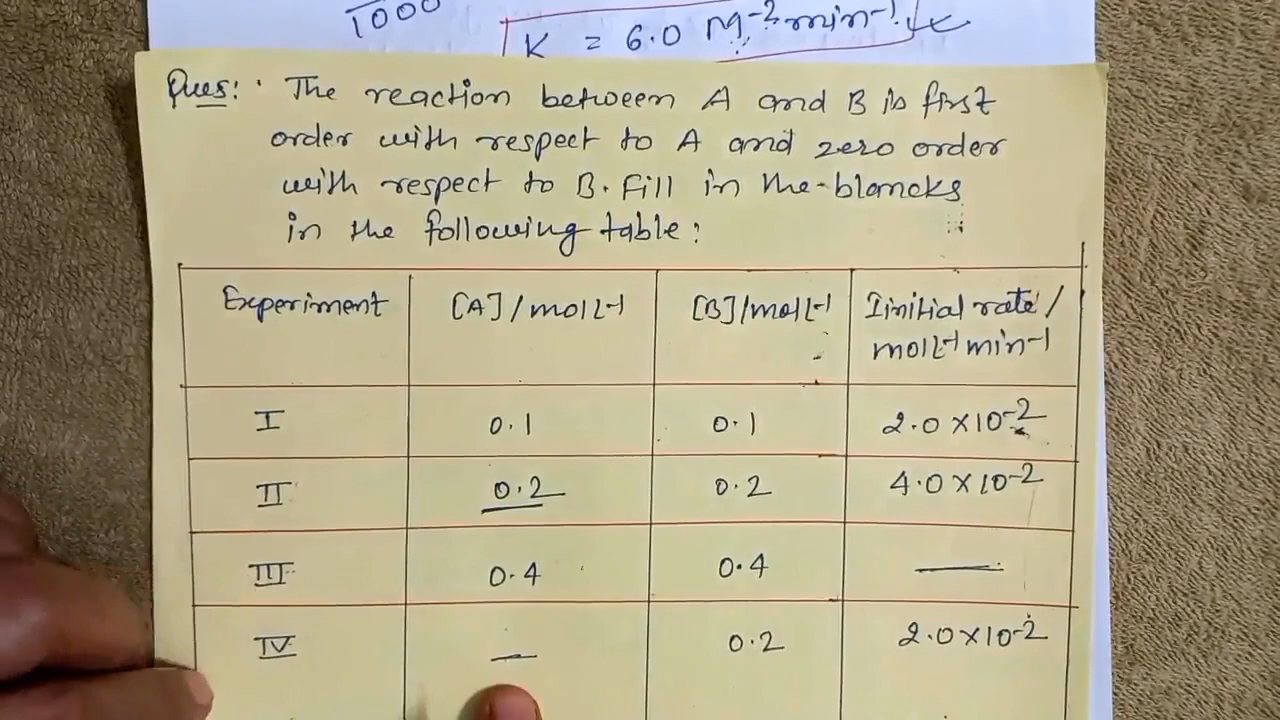 1000
K = 6.0 M⁻² min⁻¹
Ques: The reaction between A and B is first
order with respect to A and zero order
with respect to B. Fill in the blancks
in the following table:
Experiment [A]/mol L⁻¹ [B]/mol L⁻¹ Iinitial rate/
mol L⁻¹ min⁻¹
I 0.1 0.1 2.0 × 10⁻²
II 0.2 0.2 4.0 × 10⁻²
III 0.4 0.4 —
IV — 0.2 2.0 × 10⁻²